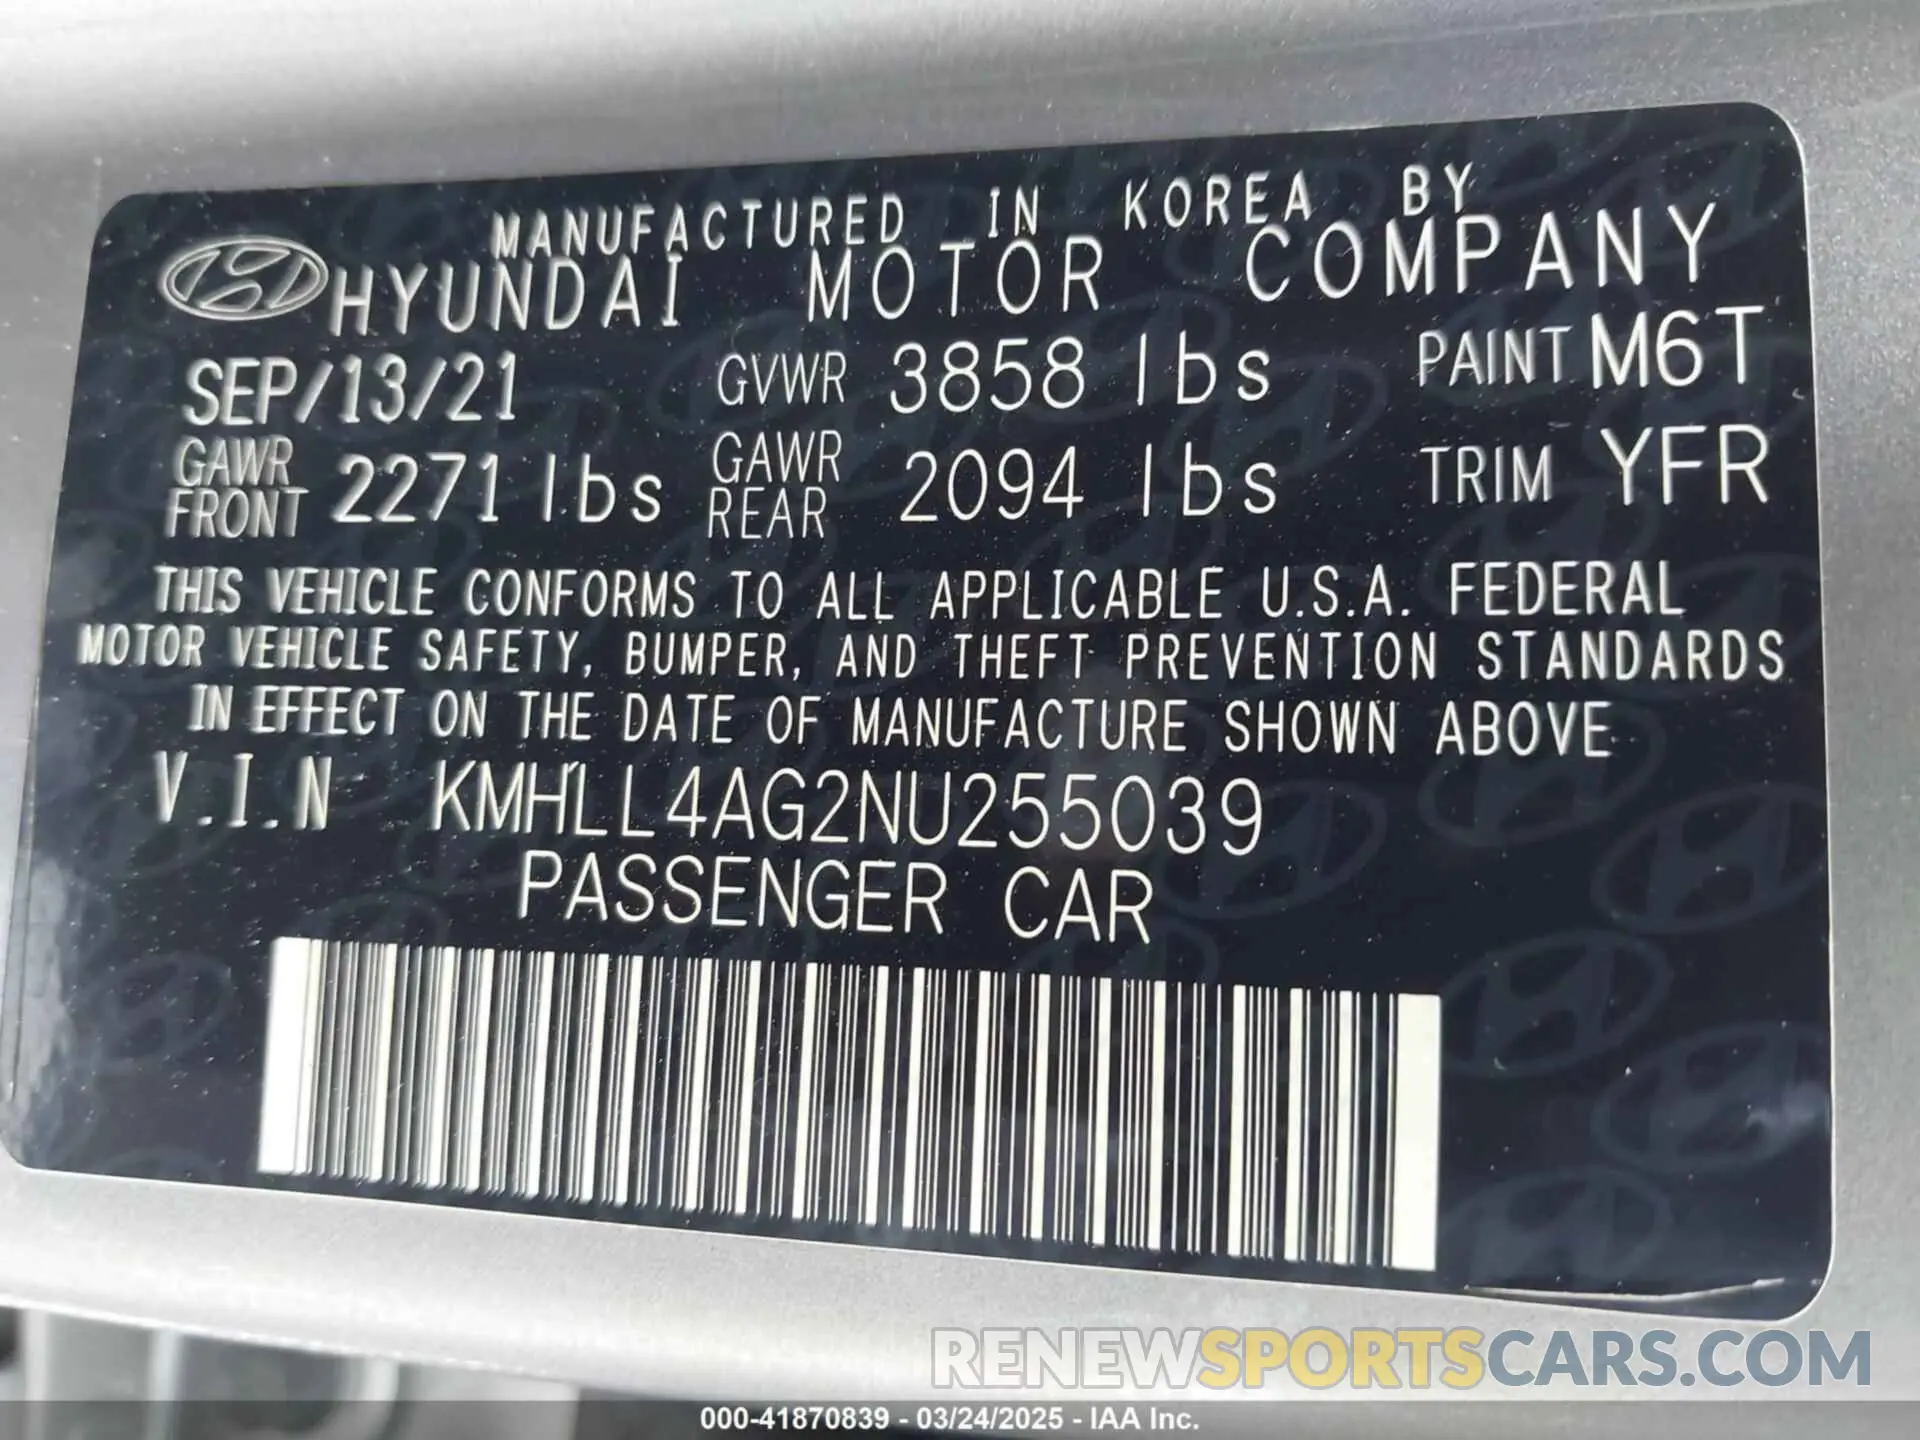 MANUFACTURED IN KOREA BY
HYUNDAI MOTOR COMPANY
SEP/13/21 GVWR 3858 lbs PAINT M6T
GAWR FRONT 2271 lbs GAWR REAR 2094 lbs TRIM YFR
THIS VEHICLE CONFORMS TO ALL APPLICABLE U.S.A. FEDERAL
MOTOR VEHICLE SAFETY, BUMPER, AND THEFT PREVENTION STANDARDS
IN EFFECT ON THE DATE OF MANUFACTURE SHOWN ABOVE
V.I.N KMHLL4AG2NU255039
PASSENGER CAR
RENEWSPORTSCARS.COM
000-41870839 - 03/24/2025 - IAA Inc.